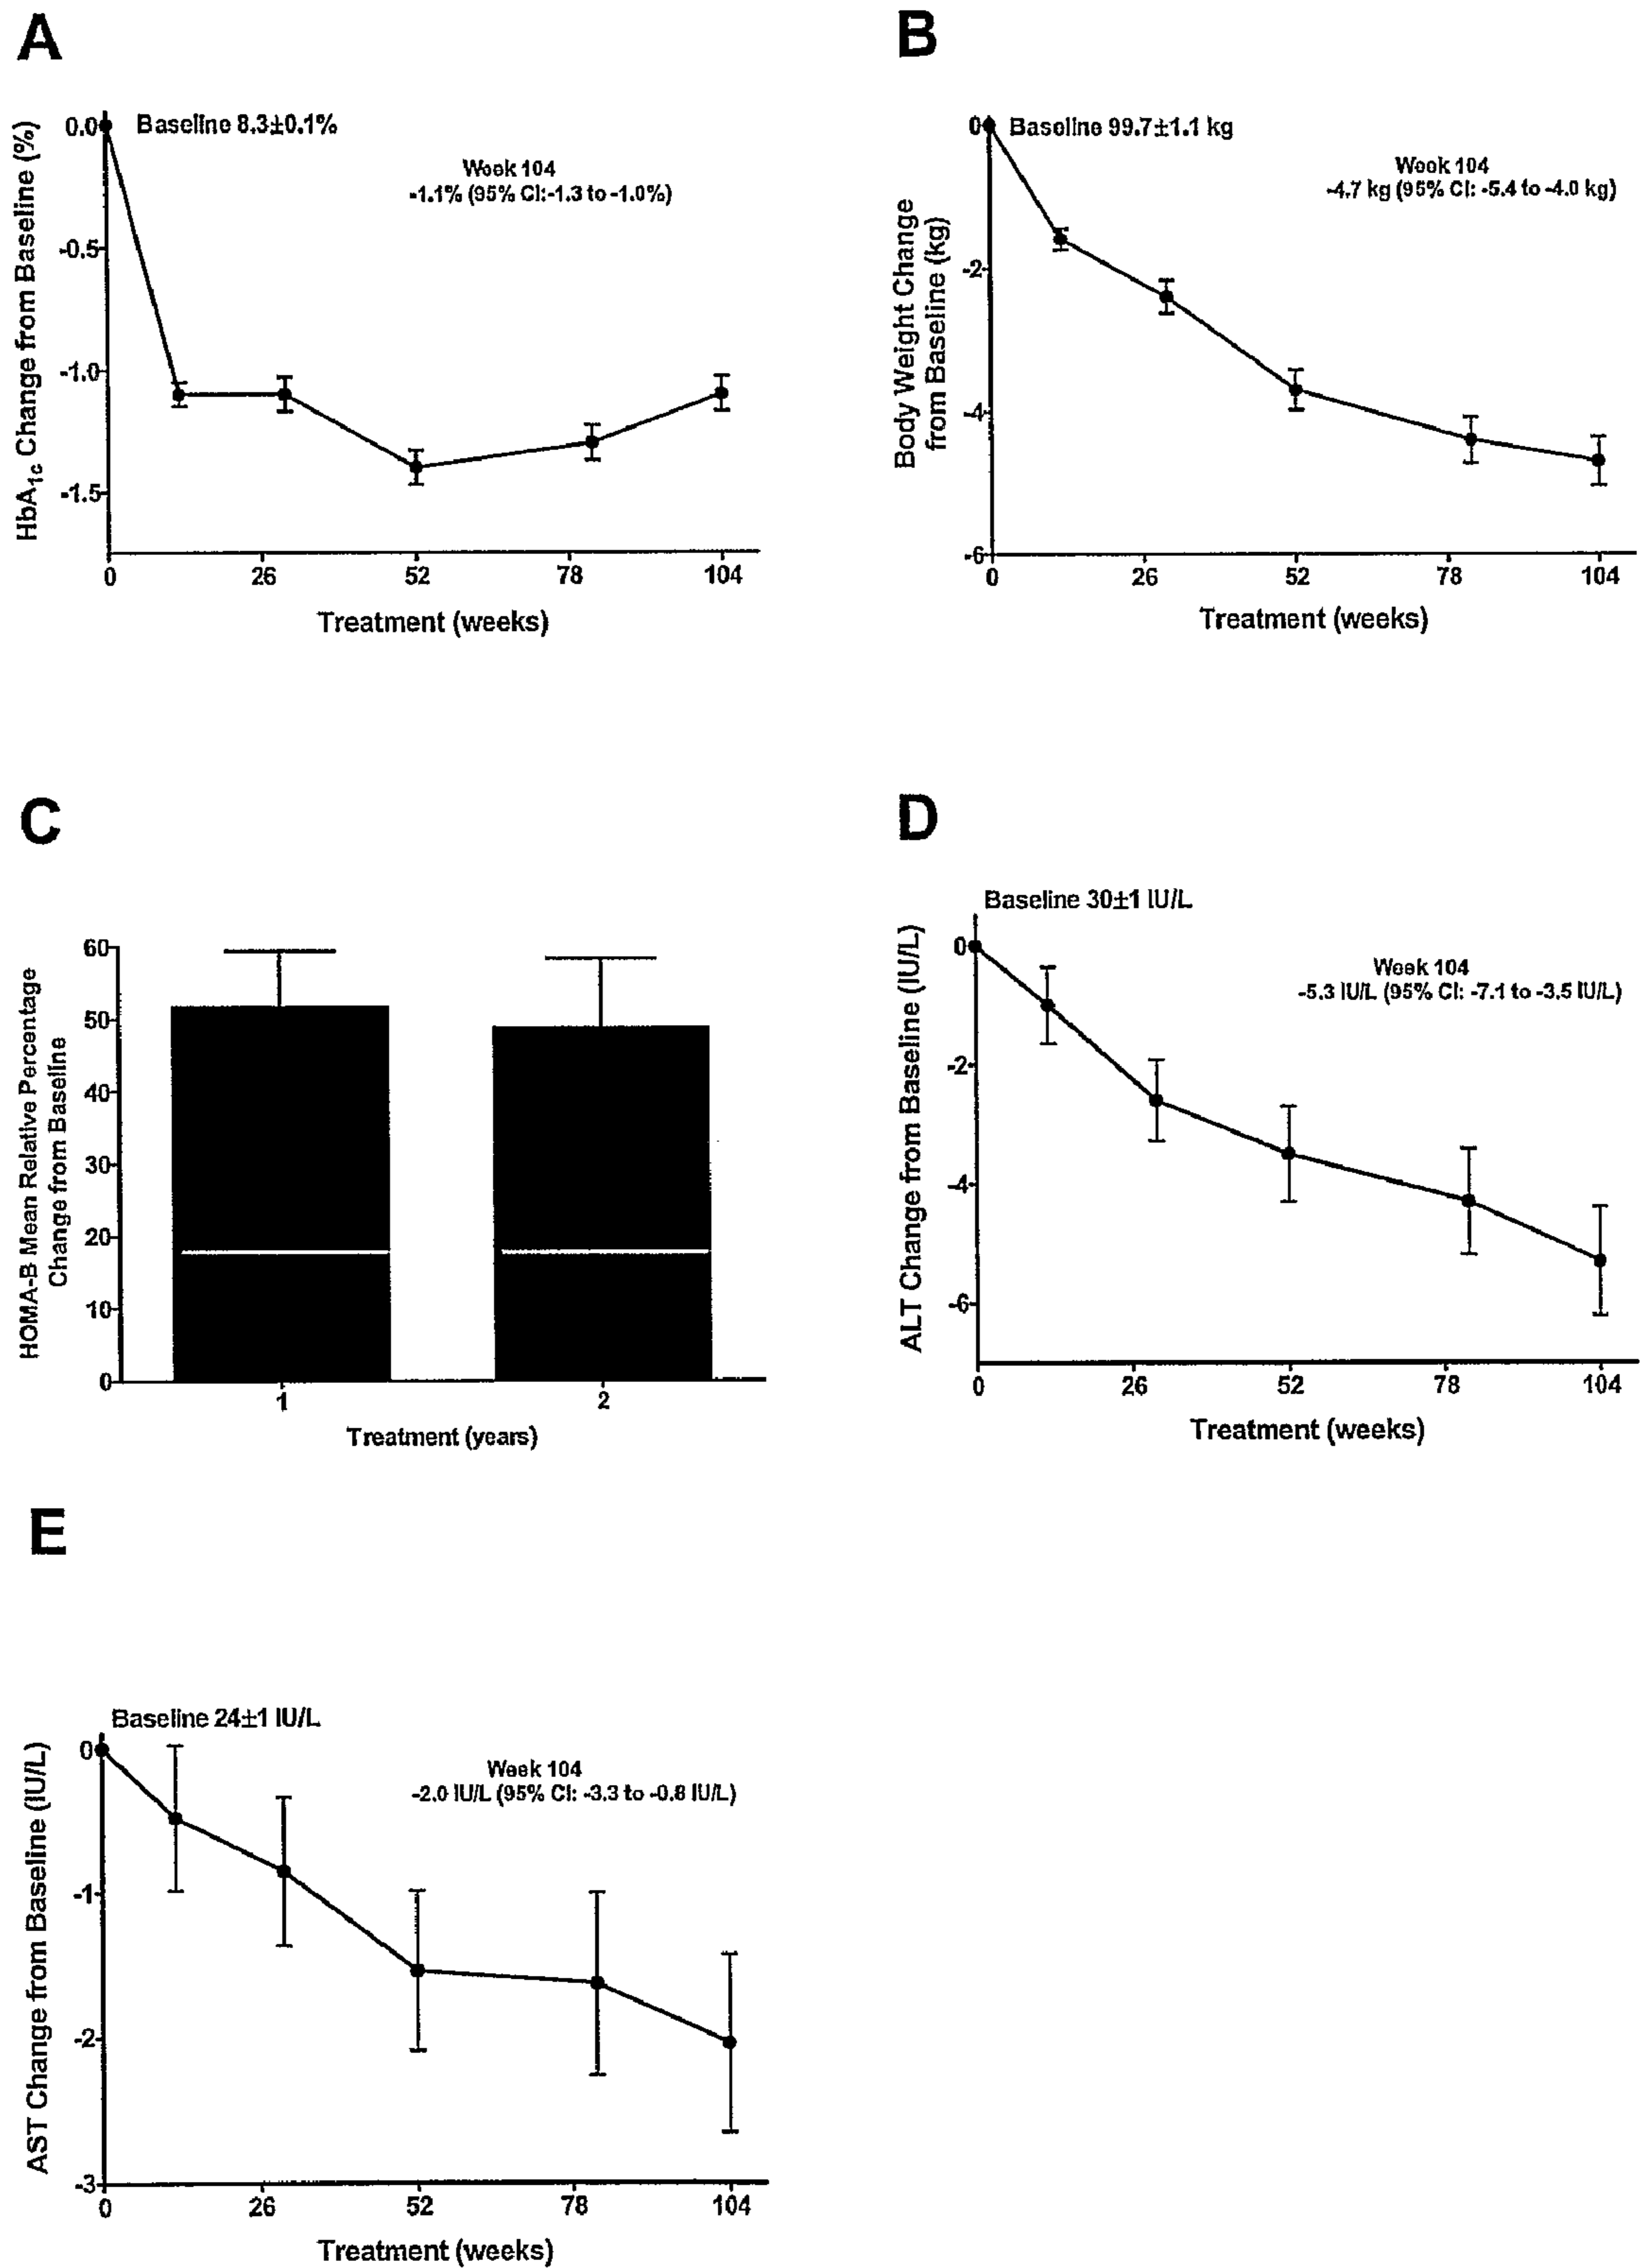 A
HbA1c Change from Baseline (%)
0.0
-0.5
-1.0
-1.5
Baseline 8.3±0.1%
Week 104
-1.1% (95% CI:-1.3 to -1.0%)
0 26 52 78 104
Treatment (weeks)
B
Body Weight Change
from Baseline (kg)
0
-2
-4
-6
Baseline 99.7±1.1 kg
Week 104
-4.7 kg (95% CI: -5.4 to -4.0 kg)
0 26 52 78 104
Treatment (weeks)
C
HOMA-B Mean Relative Percentage
Change from Baseline
60
50
40
30
20
10
0
1 2
Treatment (years)
D
ALT Change from Baseline (IU/L)
Baseline 30±1 IU/L
0
-2
-4
-6
Week 104
-5.3 IU/L (95% CI: -7.1 to -3.5 IU/L)
0 26 52 78 104
Treatment (weeks)
E
AST Change from Baseline (IU/L)
Baseline 24±1 IU/L
0
-1
-2
-3
Week 104
-2.0 IU/L (95% CI: -3.3 to -0.8 IU/L)
0 26 52 78 104
Treatment (weeks)